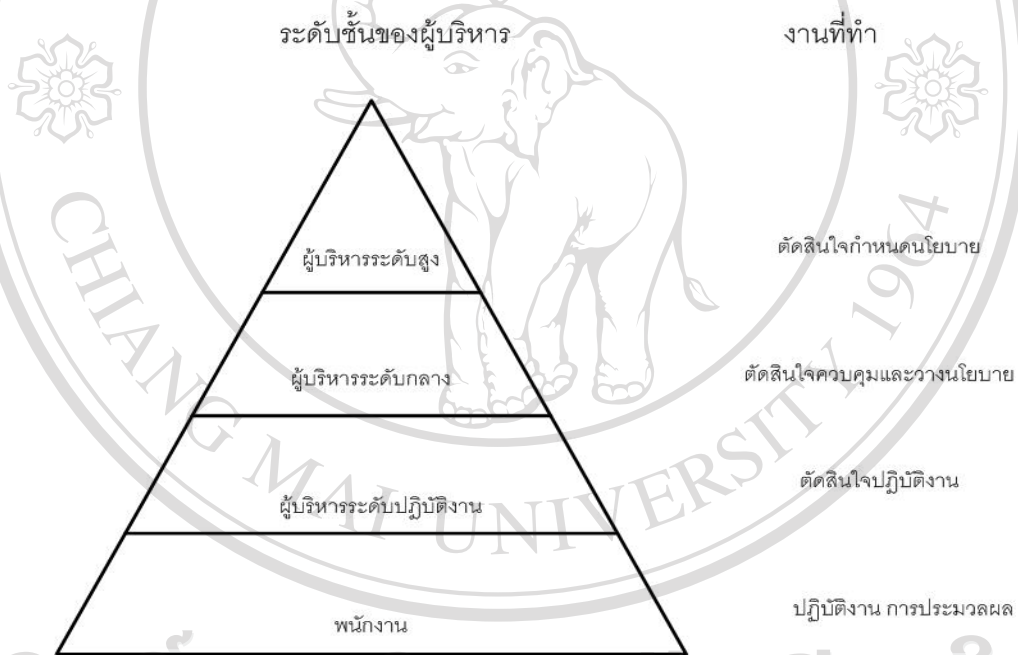 ระดับชั้นของผู้บริหาร งานที่ทำ
ผู้บริหารระดับสูง ตัดสินใจกำหนดนโยบาย
ผู้บริหารระดับกลาง ตัดสินใจควบคุมและวางนโยบาย
ผู้บริหารระดับปฏิบัติงาน ตัดสินใจปฏิบัติงาน
พนักงาน ปฏิบัติงาน การประมวลผล
CHIANG MAI UNIVERSITY 1964